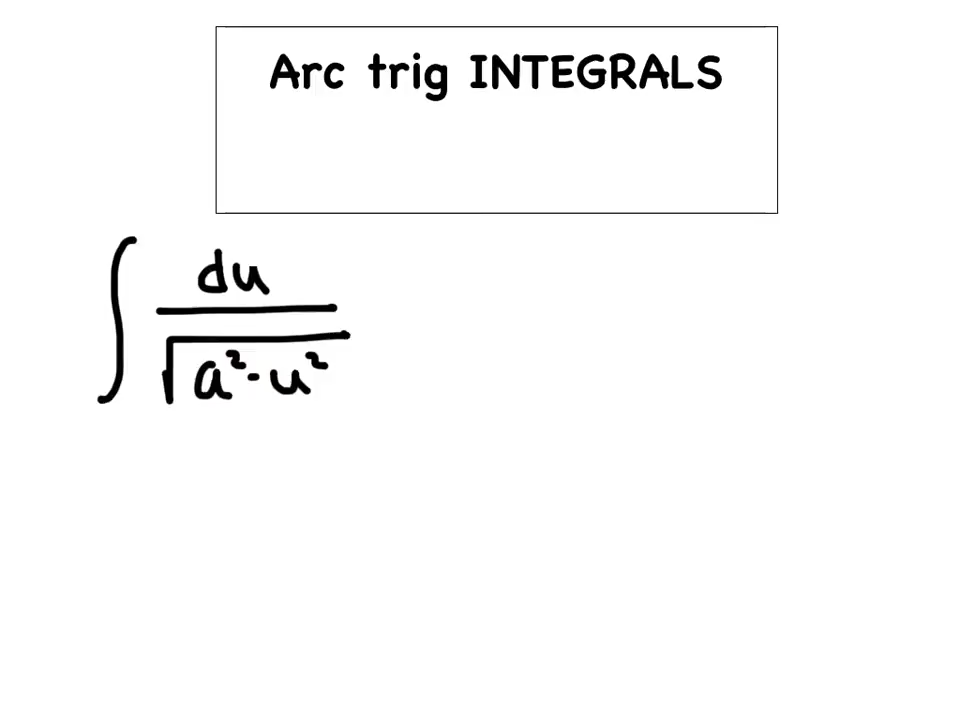 Arc trig INTEGRALS
∫ du
√a²-u²